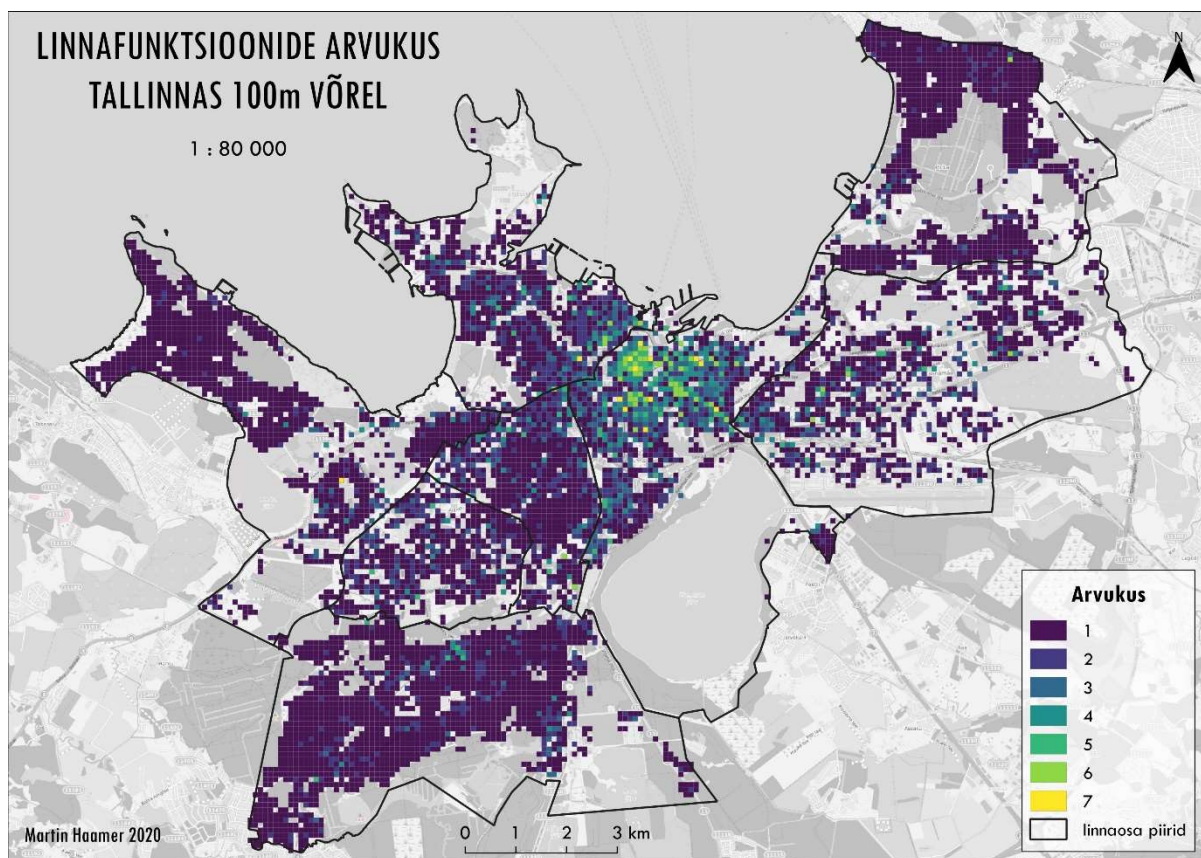 LINNAFUNKTSIOONIDE ARVUKUS
TALLINNAS 100m VÕREL
1 : 80 000
N
Arvukus
1
2
3
4
5
6
7
linnaosa piirid
0 1 2 3 km
Martin Haamer 2020